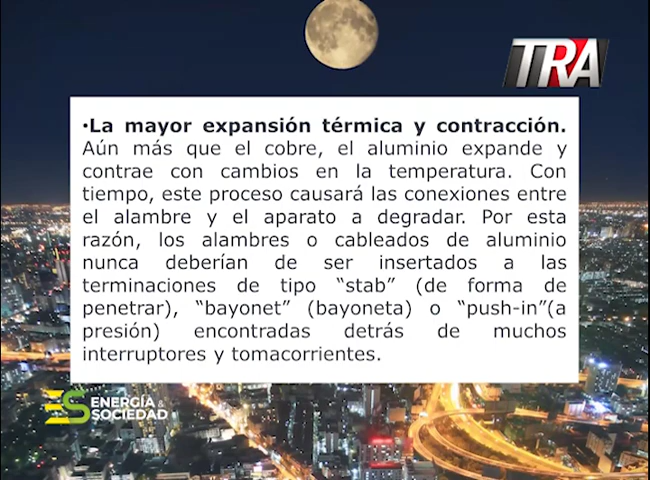 TRA
•La mayor expansión térmica y contracción.
Aún más que el cobre, el aluminio expande y
contrae con cambios en la temperatura. Con
tiempo, este proceso causará las conexiones entre
el alambre y el aparato a degradar. Por esta
razón, los alambres o cableados de aluminio
nunca deberían de ser insertados a las
terminaciones de tipo “stab” (de forma de
penetrar), “bayonet” (bayoneta) o “push-in”(a
presión) encontradas detrás de muchos
interruptores y tomacorrientes.
ES ENERGÍA &
SOCIEDAD